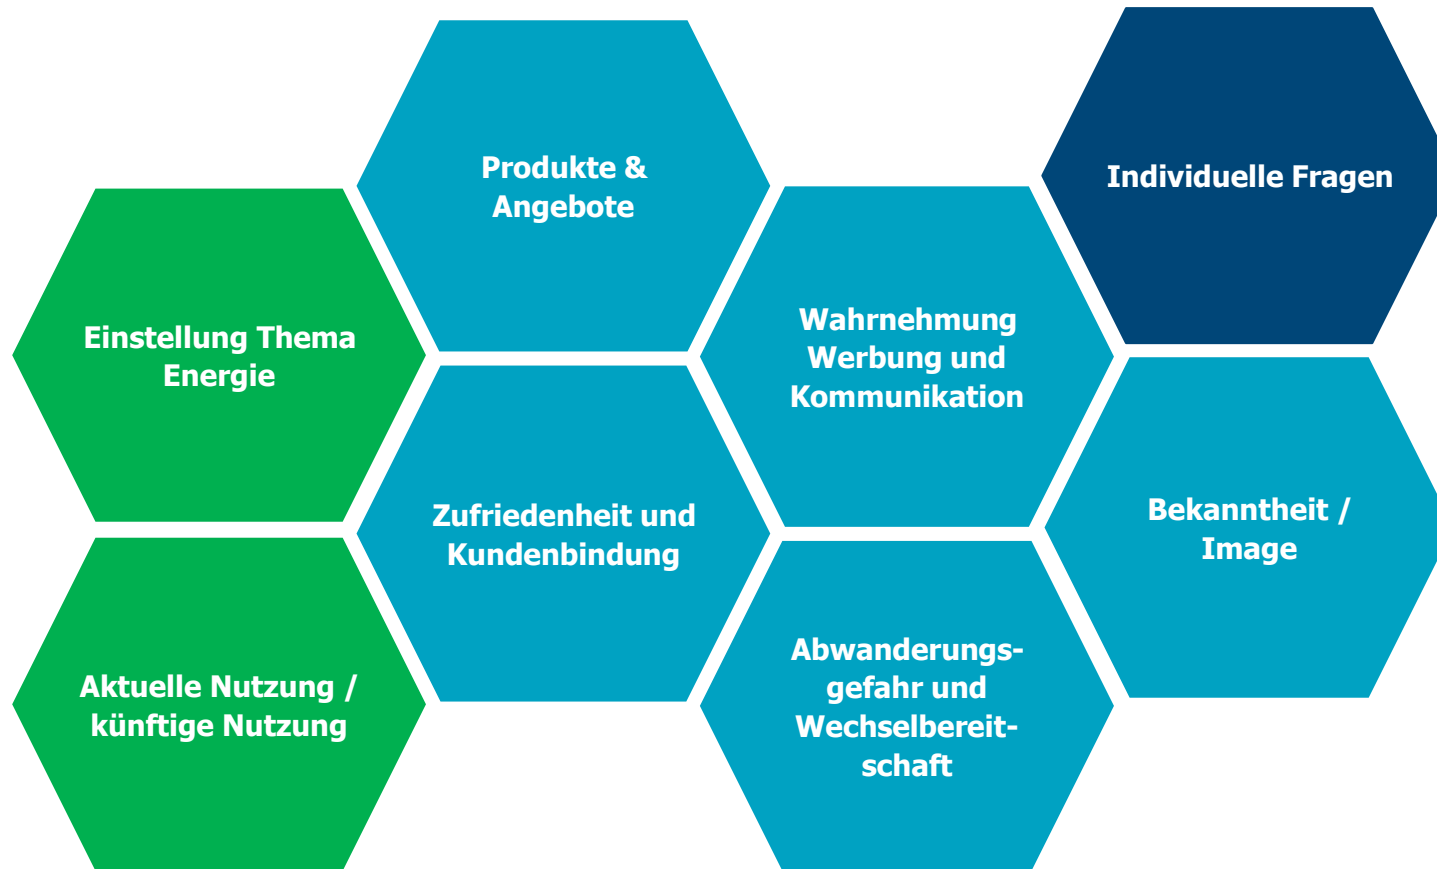 Produkte &
Angebote
Individuelle Fragen
Einstellung Thema
Energie
Wahrnehmung
Werbung und
Kommunikation
Zufriedenheit und
Kundenbindung
Bekanntheit /
Image
Aktuelle Nutzung /
künftige Nutzung
Abwanderungs-
gefahr und
Wechselbereit-
schaft